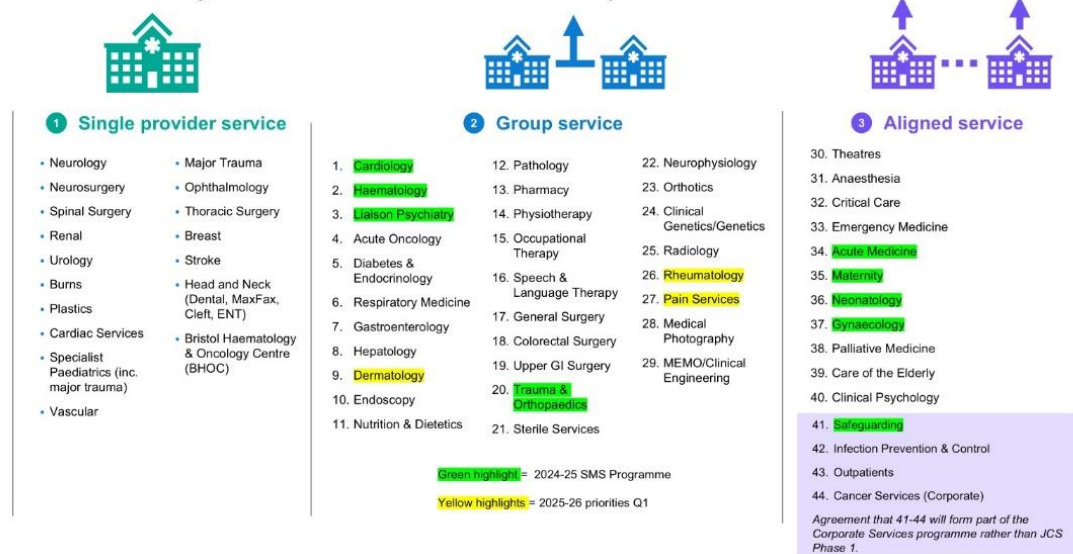 1 Single provider service
• Neurology
• Neurosurgery
• Spinal Surgery
• Renal
• Urology
• Burns
• Plastics
• Cardiac Services
• Specialist
Paediatrics (inc.
major trauma)
• Vascular
• Major Trauma
• Ophthalmology
• Thoracic Surgery
• Breast
• Stroke
• Head and Neck
(Dental, MaxFax,
Cleft, ENT)
• Bristol Haematology
& Oncology Centre
(BHOC)
2 Group service
1. Cardiology
2. Haematology
3. Liaison Psychiatry
4. Acute Oncology
5. Diabetes &
Endocrinology
6. Respiratory Medicine
7. Gastroenterology
8. Hepatology
9. Dermatology
10. Endoscopy
11. Nutrition & Dietetics
12. Pathology
13. Pharmacy
14. Physiotherapy
15. Occupational
Therapy
16. Speech &
Language Therapy
17. General Surgery
18. Colorectal Surgery
19. Upper GI Surgery
20. Trauma &
Orthopaedics
21. Sterile Services
22. Neurophysiology
23. Orthotics
24. Clinical
Genetics/Genetics
25. Radiology
26. Rheumatology
27. Pain Services
28. Medical
Photography
29. MEMO/Clinical
Engineering
Green highlight = 2024-25 SMS Programme
Yellow highlights = 2025-26 priorities Q1
3 Aligned service
30. Theatres
31. Anaesthesia
32. Critical Care
33. Emergency Medicine
34. Acute Medicine
35. Maternity
36. Neonatology
37. Gynaecology
38. Palliative Medicine
39. Care of the Elderly
40. Clinical Psychology
41. Safeguarding
42. Infection Prevention & Control
43. Outpatients
44. Cancer Services (Corporate)
Agreement that 41-44 will form part of the
Corporate Services programme rather than JCS
Phase 1.